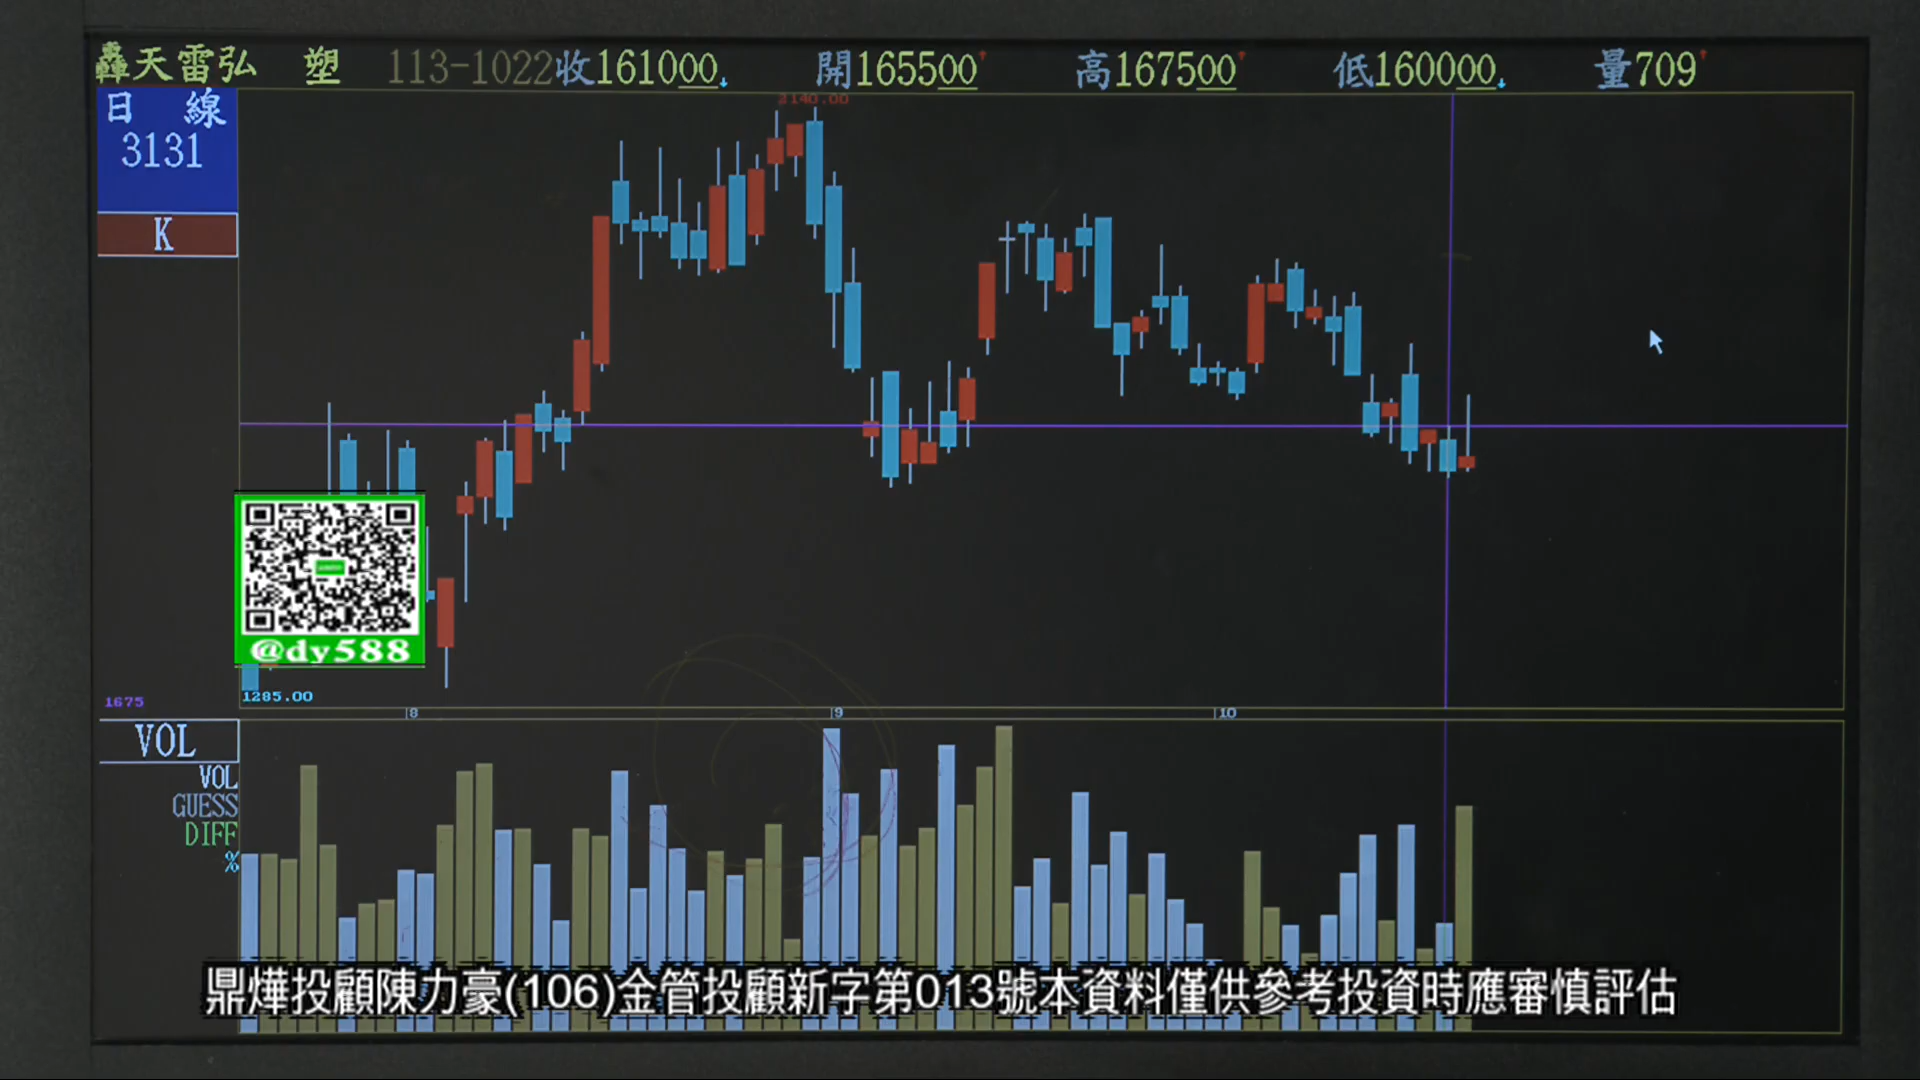 轟天雷弘 塑 113-1022收161000↓ 開165500↑ 高167500↑ 低160000↓ 量709↑
日 線
3131
K
2140.00
@dy588
1285.00
1675
8 9 10
VOL
VOL
GUESS
DIFF
%
鼎燁投顧陳力豪(106)金管投顧新字第013號本資料僅供參考投資時應審慎評估